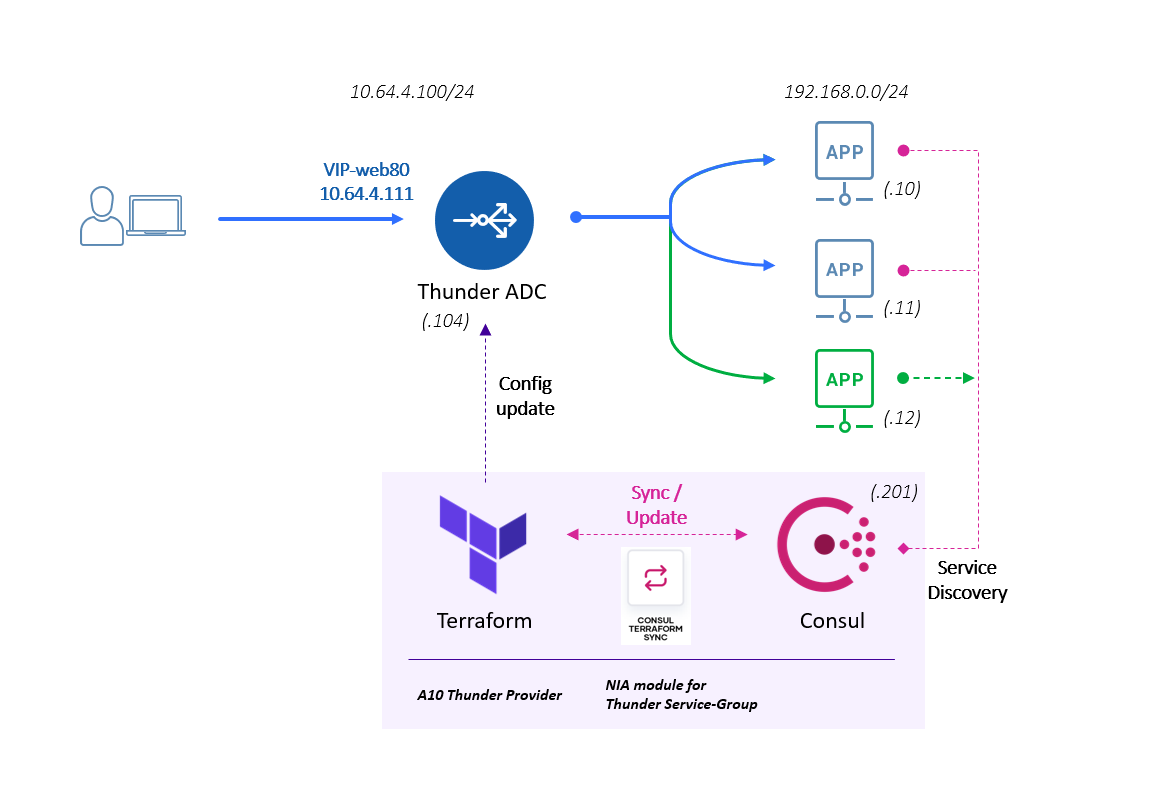 10.64.4.100/24
192.168.0.0/24
VIP-web80
10.64.4.111
Thunder ADC
(.104)
APP
(.10)
APP
(.11)
APP
(.12)
Config
update
Sync /
Update
(.201)
CONSUL
TERRAFORM
SYNC
Terraform
Consul
Service
Discovery
A10 Thunder Provider
NIA module for
Thunder Service-Group